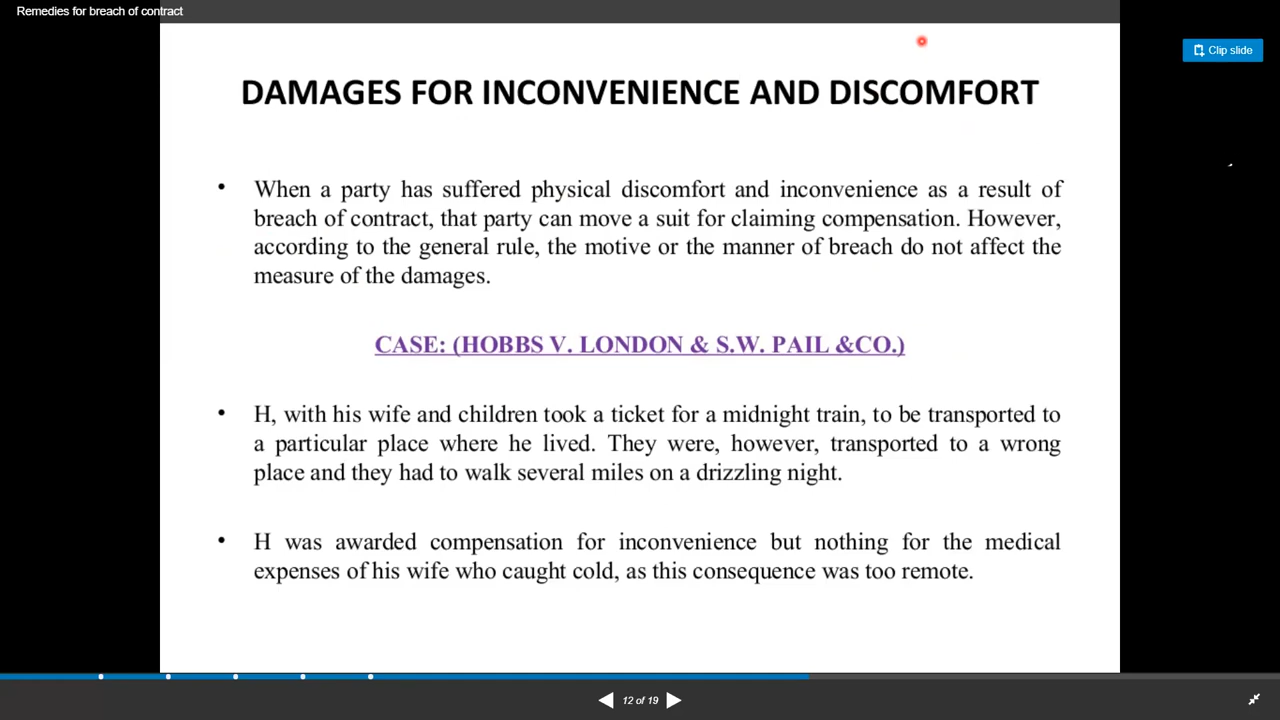 Remedies for breach of contract
Clip slide
DAMAGES FOR INCONVENIENCE AND DISCOMFORT
• When a party has suffered physical discomfort and inconvenience as a result of
breach of contract, that party can move a suit for claiming compensation. However,
according to the general rule, the motive or the manner of breach do not affect the
measure of the damages.
CASE: (HOBBS V. LONDON & S.W. PAIL &CO.)
• H, with his wife and children took a ticket for a midnight train, to be transported to
a particular place where he lived. They were, however, transported to a wrong
place and they had to walk several miles on a drizzling night.
• H was awarded compensation for inconvenience but nothing for the medical
expenses of his wife who caught cold, as this consequence was too remote.
12 of 19